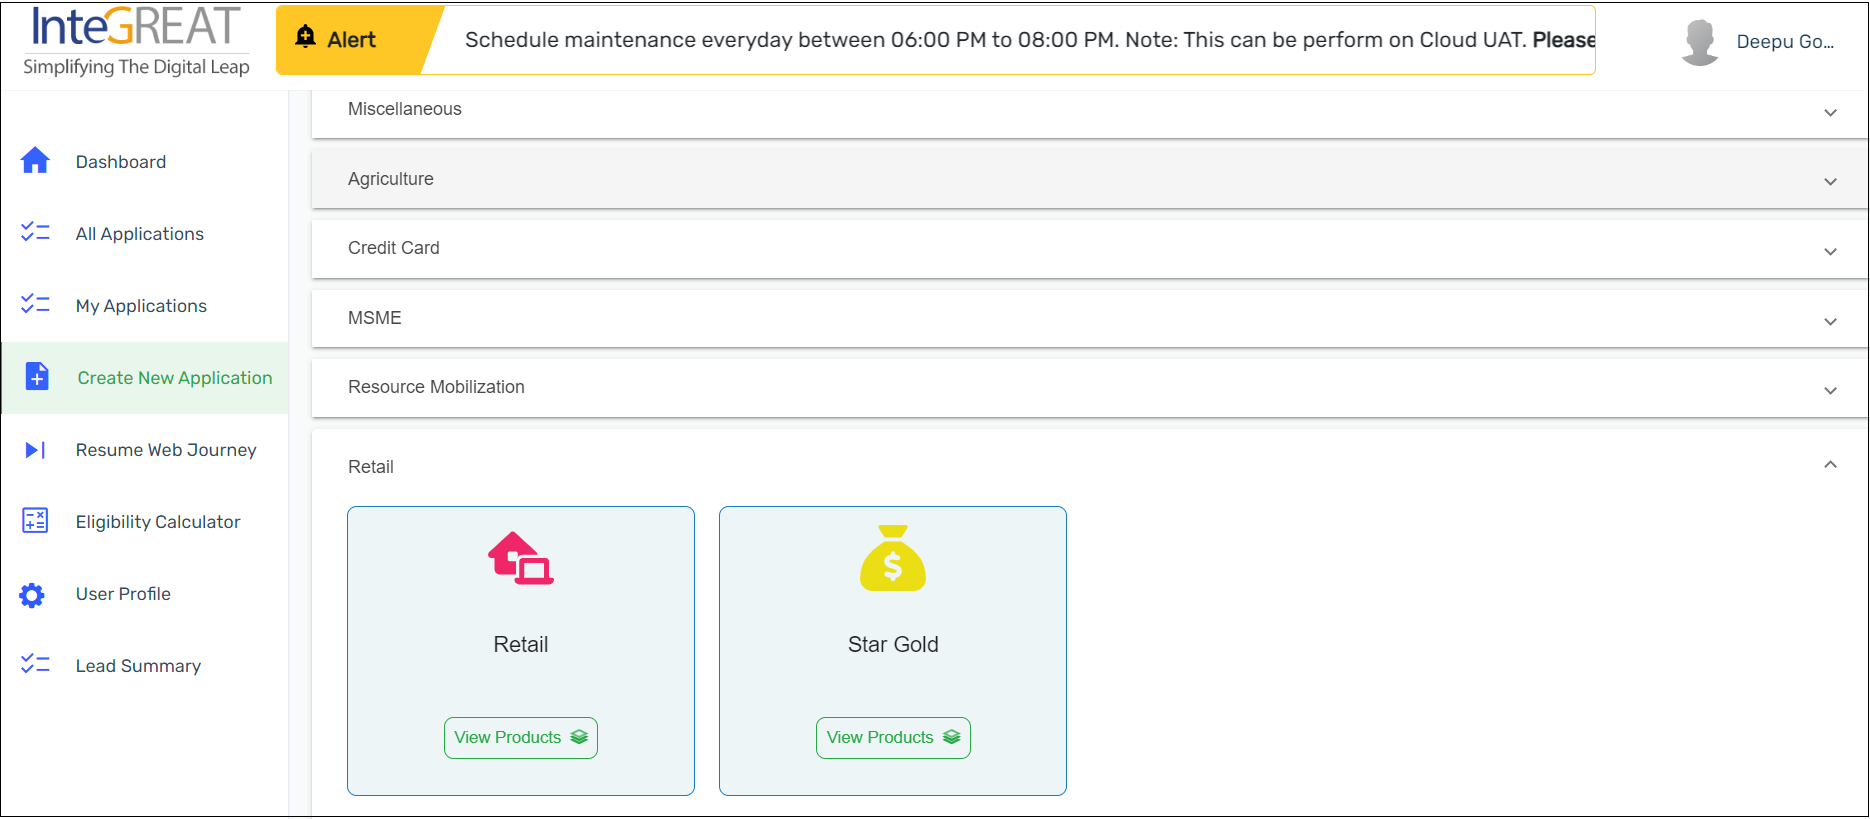 InteGREAT
Simplifying The Digital Leap
Alert
Schedule maintenance everyday between 06:00 PM to 08:00 PM. Note: This can be perform on Cloud UAT. Please
Deepu Go...
Dashboard
All Applications
My Applications
Create New Application
Resume Web Journey
Eligibility Calculator
User Profile
Lead Summary
Miscellaneous
Agriculture
Credit Card
MSME
Resource Mobilization
Retail
Retail
View Products
Star Gold
View Products